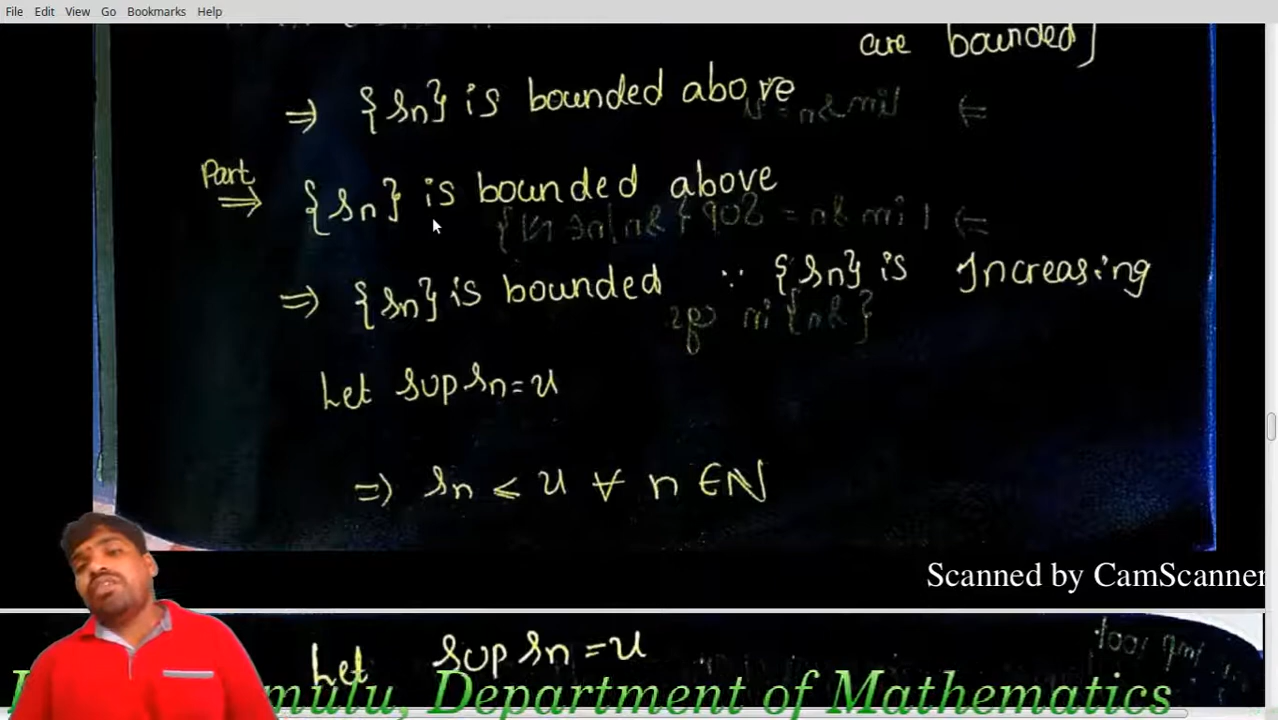 File Edit View Go Bookmarks Help
are bounded]
⇒ {sn} is bounded above
Part
⇒ {sn} is bounded above
⇒ {sn} is bounded ∵ {sn} is Increasing
Let sup sn = u
⇒ sn < u ∀ n ∈ N
Scanned by CamScanner
Let sup sn = u
mulu, Department of Mathematics